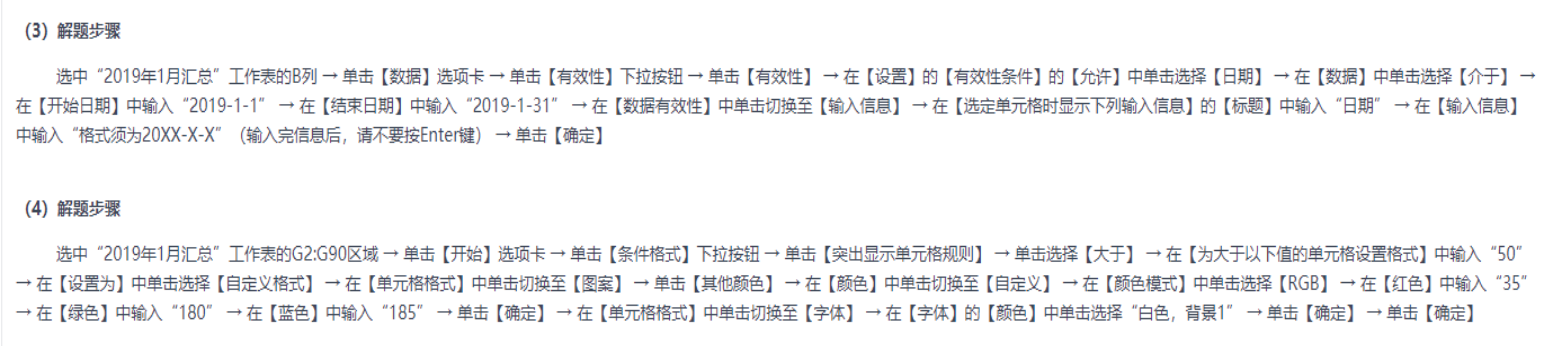 （3）解题步骤
选中“2019年1月汇总”工作表的B列 → 单击【数据】选项卡 → 单击【有效性】下拉按钮 → 单击【有效性】 → 在【设置】的【有效性条件】的【允许】中单击选择【日期】 → 在【数据】中单击选择【介于】 →
在【开始日期】中输入“2019-1-1” → 在【结束日期】中输入“2019-1-31” → 在【数据有效性】中单击切换至【输入信息】 → 在【选定单元格时显示下列输入信息】的【标题】中输入“日期” → 在【输入信息】
中输入“格式须为20XX-X-X”（输入完信息后，请不要按Enter键） → 单击【确定】
（4）解题步骤
选中“2019年1月汇总”工作表的G2:G90区域 → 单击【开始】选项卡 → 单击【条件格式】下拉按钮 → 单击【突出显示单元格规则】 → 单击选择【大于】 → 在【为大于以下值的单元格设置格式】中输入“50”
→ 在【设置为】中单击选择【自定义格式】 → 在【单元格格式】中单击切换至【图案】 → 单击【其他颜色】 → 在【颜色】中单击切换至【自定义】 → 在【颜色模式】中单击选择【RGB】 → 在【红色】中输入“35”
→ 在【绿色】中输入“180” → 在【蓝色】中输入“185” → 单击【确定】 → 在【单元格格式】中单击切换至【字体】 → 在【字体】的【颜色】中单击选择“白色，背景1” → 单击【确定】 → 单击【确定】